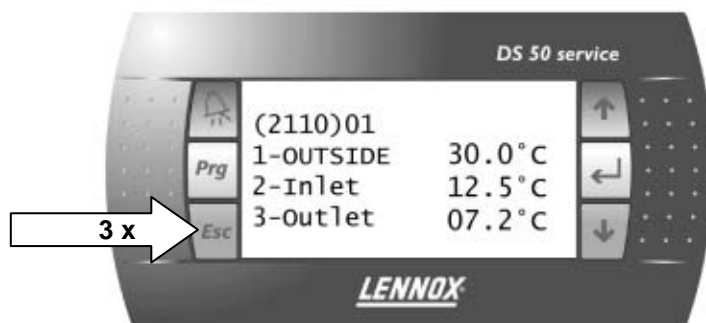 DS 50 service
(2110)01
1-OUTSIDE 30.0°C
2-Inlet 12.5°C
3-Outlet 07.2°C
Prg
3 x
Esc
LENNOX